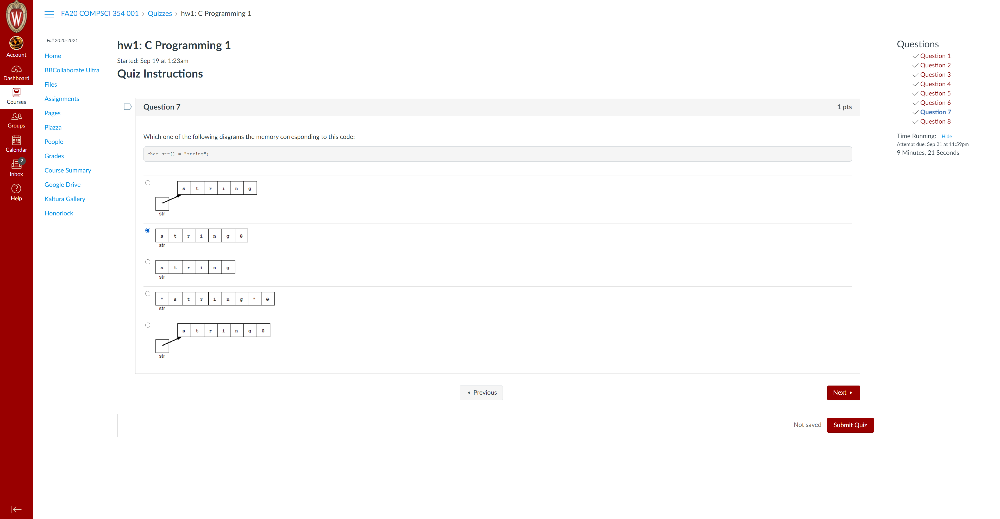 FA20 COMPSCI 354 001 › Quizzes › hw1: C Programming 1
W
Account
Dashboard
Courses
Groups
Calendar
2
Inbox
?
Help
Fall 2020-2021
Home
BBCollaborate Ultra
Files
Assignments
Pages
Piazza
People
Grades
Course Summary
Google Drive
Kaltura Gallery
Honorlock
hw1: C Programming 1
Started: Sep 19 at 1:23am
Quiz Instructions
Question 7 1 pts
Which one of the following diagrams the memory corresponding to this code:
char str[] = "string";
s t r i n g
str
s t r i n g 0
str
s t r i n g
str
" s t r i n g " 0
str
s t r i n g 0
str
Previous
Next
Not saved Submit Quiz
Questions
Question 1
Question 2
Question 3
Question 4
Question 5
Question 6
Question 7
Question 8
Time Running: Hide
Attempt due: Sep 21 at 11:59pm
9 Minutes, 21 Seconds